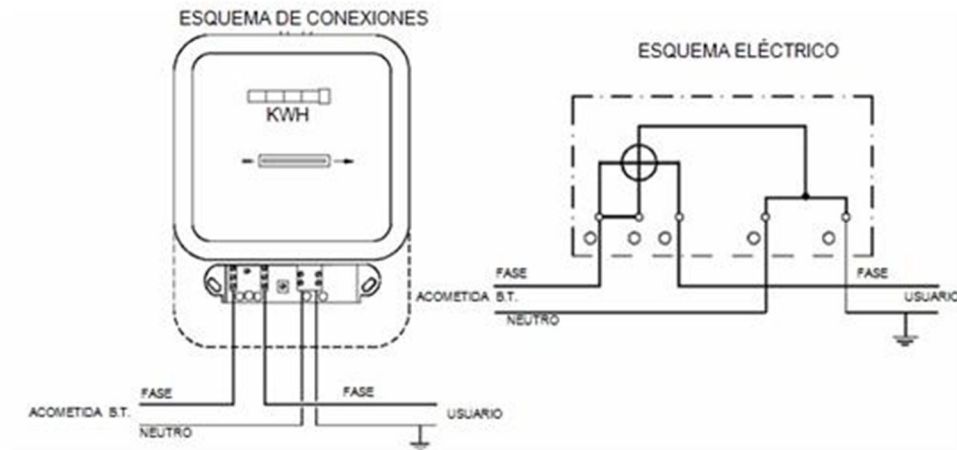 ESQUEMA DE CONEXIONES
KWH
FASE
FASE
ACOMETIDA B.T.
USUARIO
NEUTRO
ESQUEMA ELÉCTRICO
FASE
FASE
ACOMETIDA B.T.
USUARIO
NEUTRO